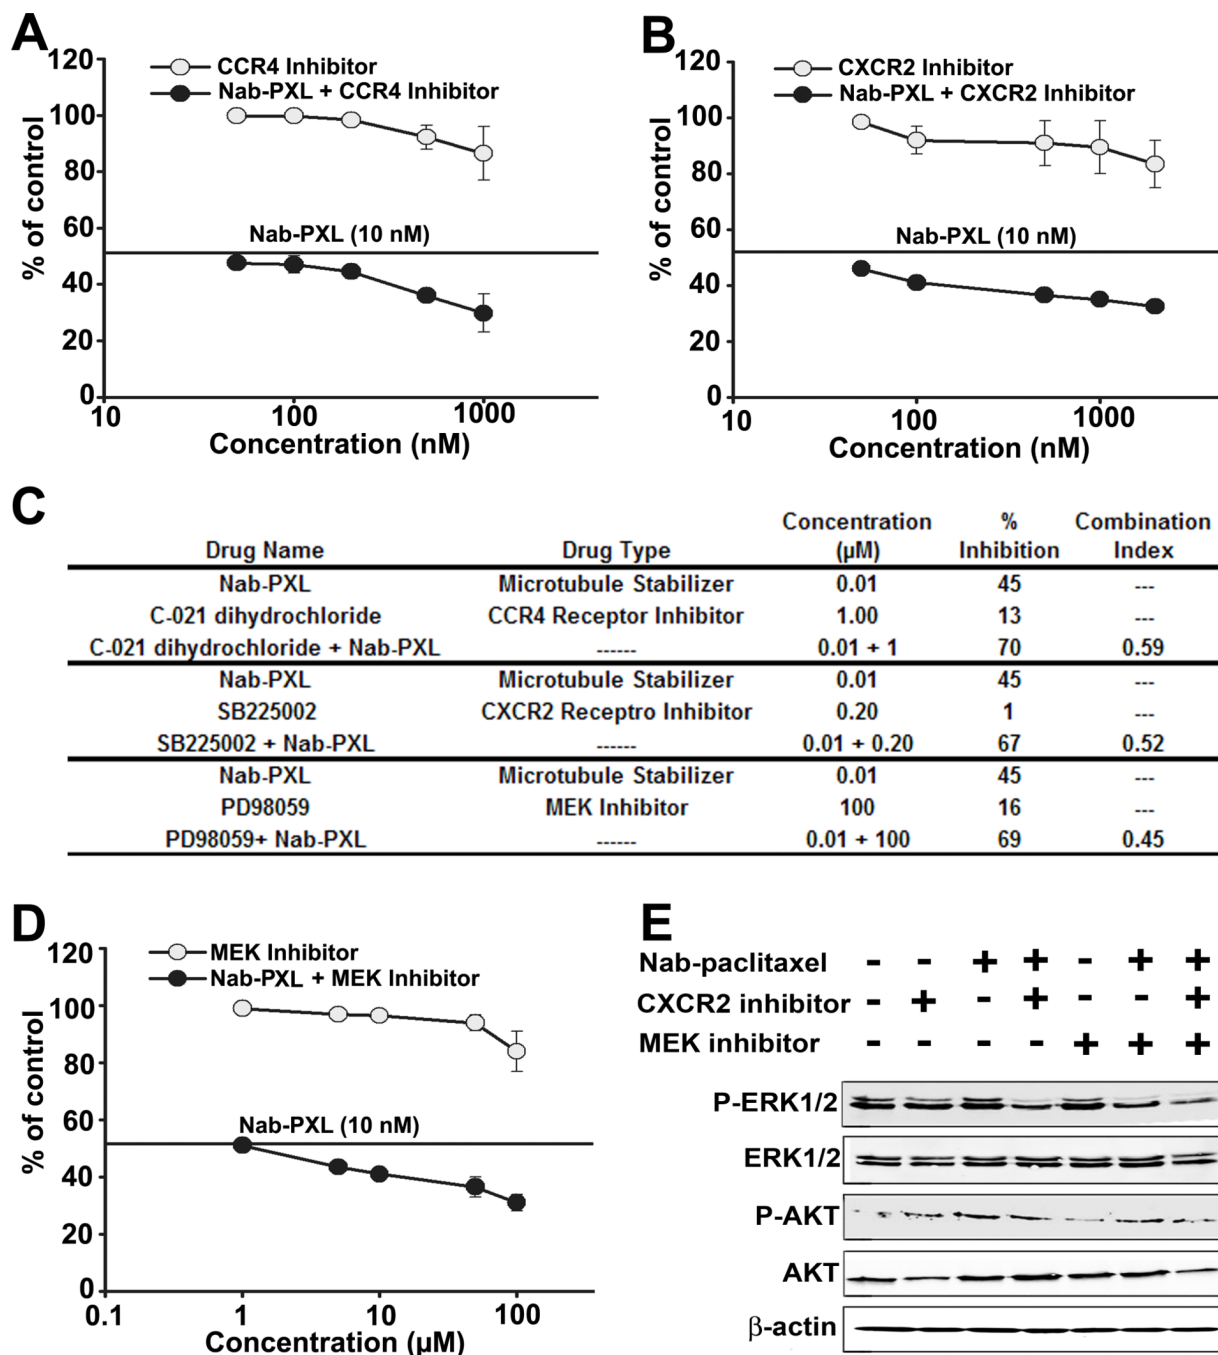 A
120
CCR4 Inhibitor
Nab-PXL + CCR4 Inhibitor
100
80
60
40
20
0
% of control
Nab-PXL (10 nM)
10
100
1000
Concentration (nM)
B
120
CXCR2 Inhibitor
Nab-PXL + CXCR2 Inhibitor
100
80
60
40
20
0
% of control
Nab-PXL (10 nM)
10
100
1000
Concentration (nM)
C
Drug Name Drug Type Concentration (µM) % Inhibition Combination Index
Nab-PXL Microtubule Stabilizer 0.01 45 ---
C-021 dihydrochloride CCR4 Receptor Inhibitor 1.00 13 ---
C-021 dihydrochloride + Nab-PXL ------ 0.01 + 1 70 0.59
Nab-PXL Microtubule Stabilizer 0.01 45 ---
SB225002 CXCR2 Receptro Inhibitor 0.20 1 ---
SB225002 + Nab-PXL ------ 0.01 + 0.20 67 0.52
Nab-PXL Microtubule Stabilizer 0.01 45 ---
PD98059 MEK Inhibitor 100 16 ---
PD98059+ Nab-PXL ------ 0.01 + 100 69 0.45
D
120
MEK Inhibitor
Nab-PXL + MEK Inhibitor
100
80
60
40
20
0
% of control
Nab-PXL (10 nM)
0.1
1
10
100
Concentration (µM)
E
Nab-paclitaxel - - + + - + +
CXCR2 inhibitor - + - + - - +
MEK inhibitor - - - - + + +
P-ERK1/2
ERK1/2
P-AKT
AKT
β-actin